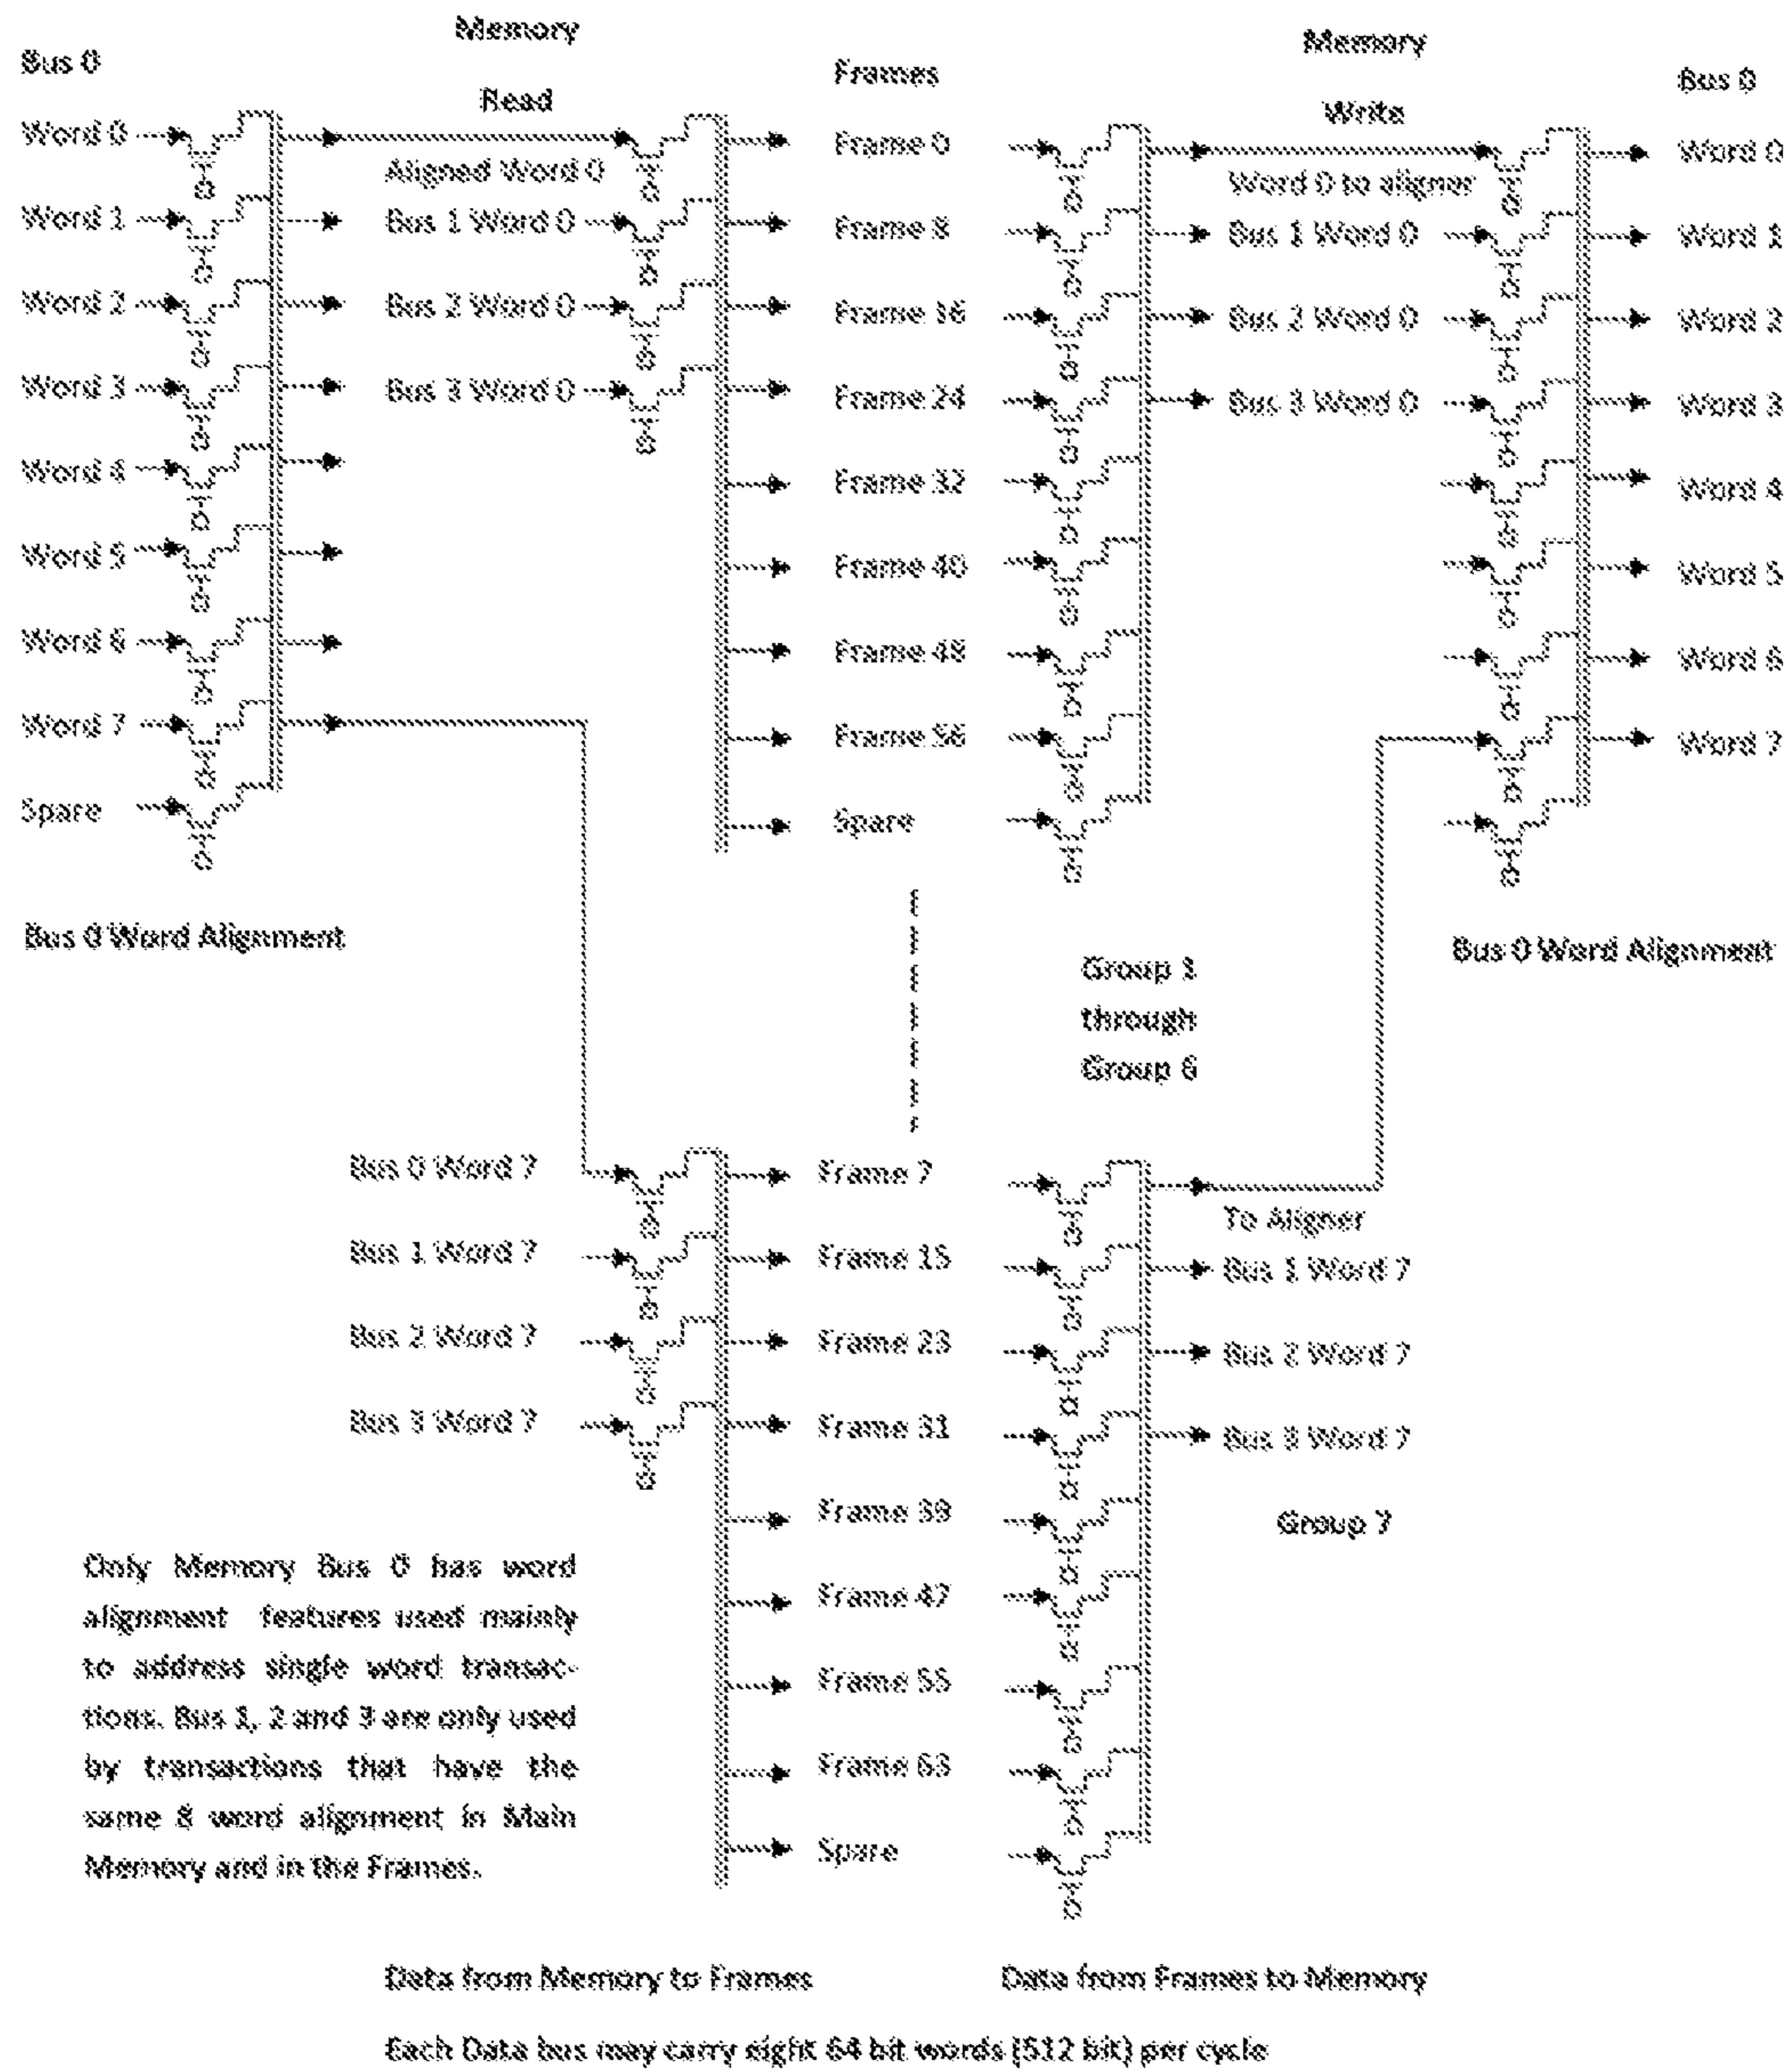 Memory
Memory
Bus 0
Frames
Bus 0
Read
Write
Word 0
Frame 0
Word 0
Aligned Word 0
Word 0 to aligner
Word 1
Bus 1 Word 0
Frame 8
Bus 1 Word 0
Word 1
Word 2
Bus 2 Word 0
Frame 16
Bus 2 Word 0
Word 2
Word 3
Bus 3 Word 0
Frame 24
Bus 3 Word 0
Word 3
Word 4
Frame 32
Word 4
Word 5
Frame 40
Word 5
Word 6
Frame 48
Word 6
Word 7
Frame 56
Word 7
Spare
Spare
Bus 0 Word Alignment
Bus 0 Word Alignment
Group 1
through
Group 6
Bus 0 Word 7
Frame 7
To Aligner
Bus 1 Word 7
Frame 15
Bus 1 Word 7
Bus 2 Word 7
Frame 23
Bus 2 Word 7
Bus 3 Word 7
Frame 31
Bus 3 Word 7
Frame 39
Group 7
Frame 47
Frame 55
Frame 63
Spare
Only Memory Bus 0 has word
alignment features used mainly
to address single word transac-
tions. Bus 1, 2 and 3 are only used
by transactions that have the
same 8 word alignment in Main
Memory and in the Frames.
Data from Memory to Frames
Data from Frames to Memory
Each Data bus may carry eight 64 bit words (512 bit) per cycle